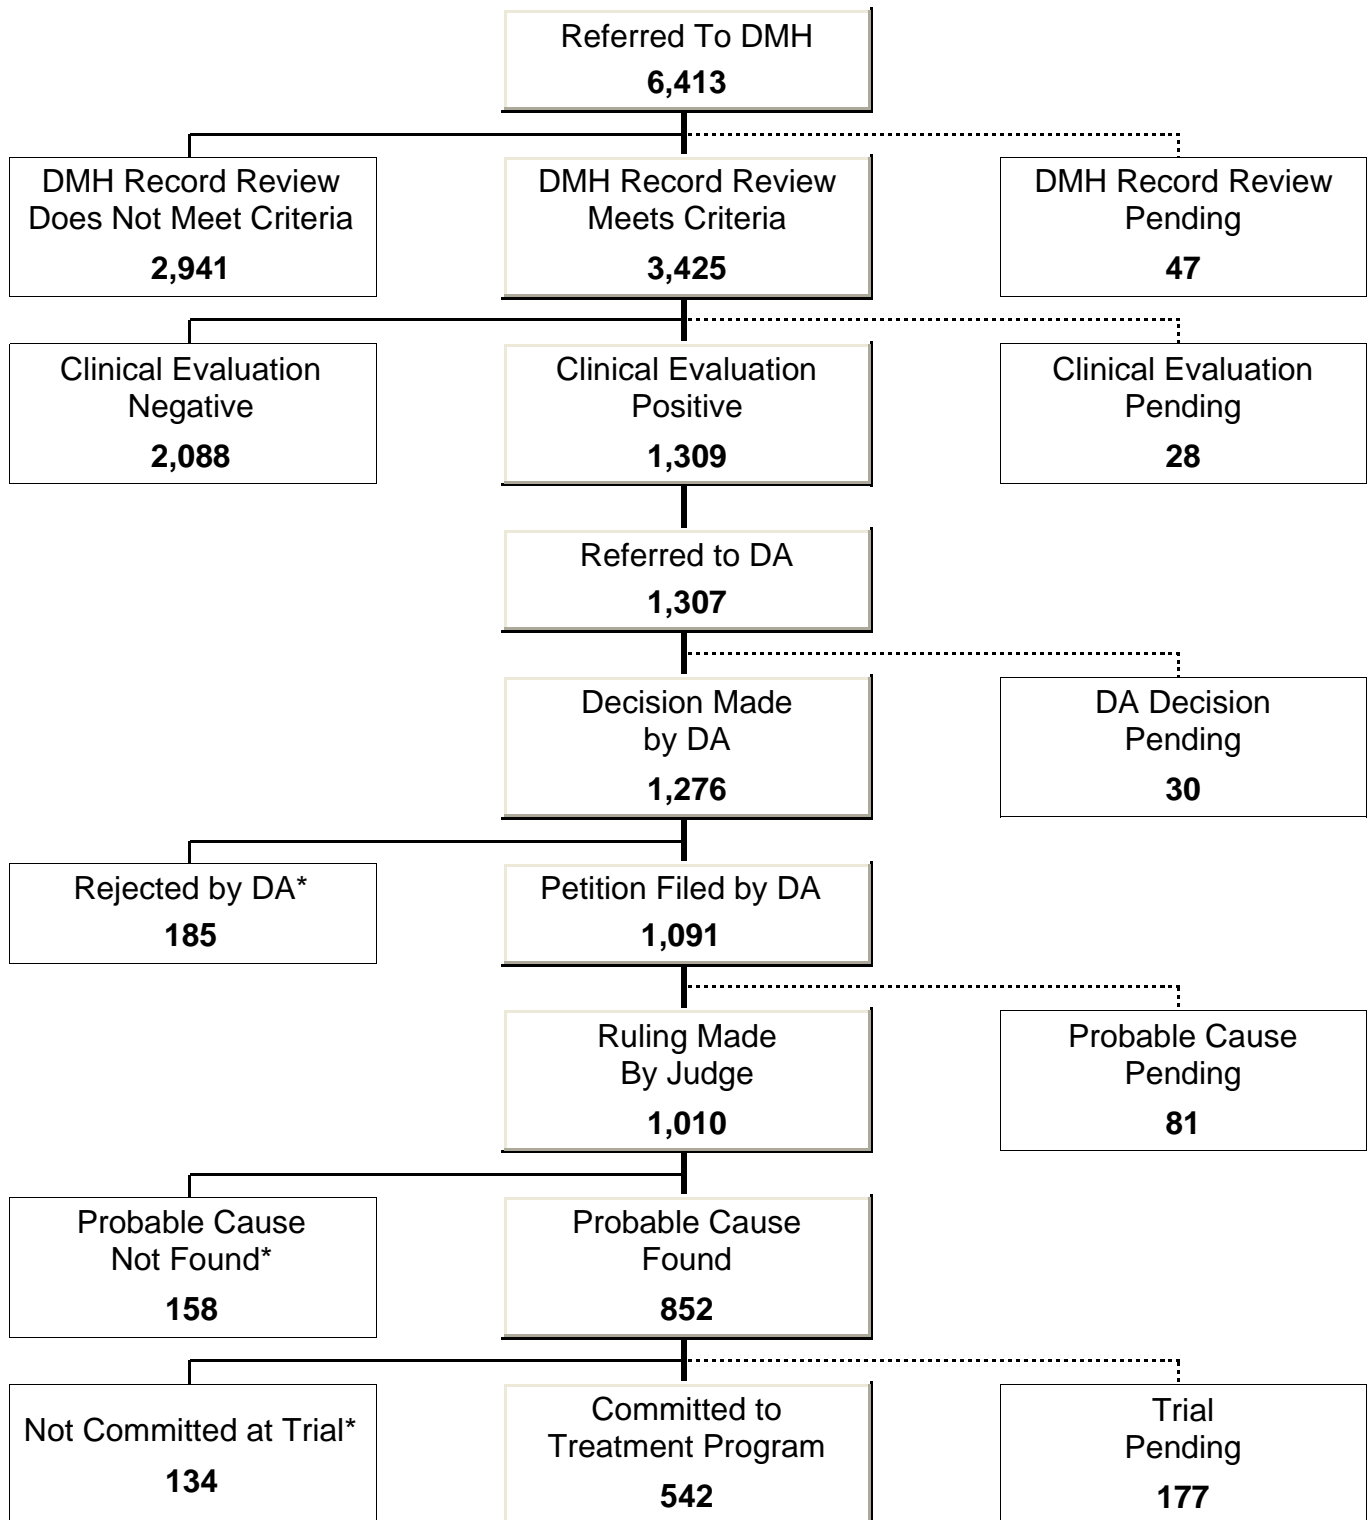 Referred To DMH
6,413
DMH Record Review
Does Not Meet Criteria
2,941
DMH Record Review
Meets Criteria
3,425
DMH Record Review
Pending
47
Clinical Evaluation
Negative
2,088
Clinical Evaluation
Positive
1,309
Clinical Evaluation
Pending
28
Referred to DA
1,307
Decision Made
by DA
1,276
DA Decision
Pending
30
Rejected by DA*
185
Petition Filed by DA
1,091
Ruling Made
By Judge
1,010
Probable Cause
Pending
81
Probable Cause
Not Found*
158
Probable Cause
Found
852
Not Committed at Trial*
134
Committed to
Treatment Program
542
Trial
Pending
177